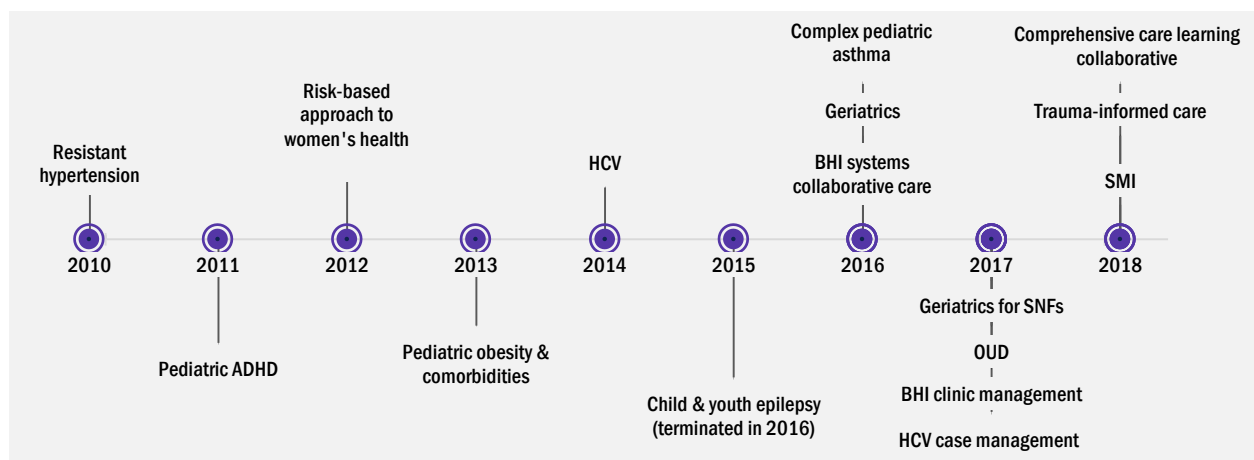 Resistant
hypertension
2010
2011
Pediatric ADHD
Risk-based
approach to
women's health
2012
2013
Pediatric obesity &
comorbidities
HCV
2014
2015
Child & youth epilepsy
(terminated in 2016)
Complex pediatric
asthma
Geriatrics
BHI systems
collaborative care
2016
2017
Geriatrics for SNFs
OUD
BHI clinic management
HCV case management
Comprehensive care learning
collaborative
Trauma-informed care
SMI
2018